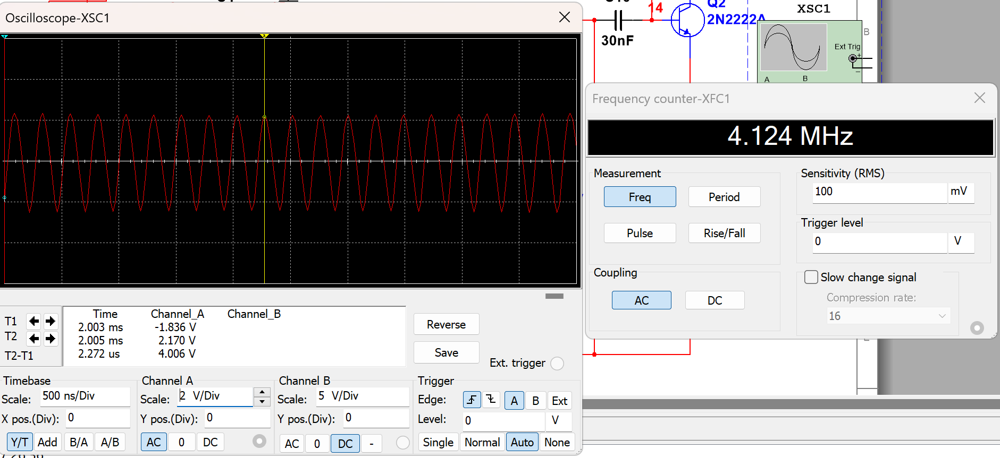 Oscilloscope-XSC1
Time Channel_A Channel_B
T1 2.003 ms -1.836 V
T2 2.005 ms 2.170 V
T2-T1 2.272 us 4.006 V
Reverse
Save
Ext. trigger
Timebase
Scale: 500 ns/Div
X pos.(Div): 0
Y/T Add B/A A/B
Channel A
Scale: 2 V/Div
Y pos.(Div): 0
AC 0 DC
Channel B
Scale: 5 V/Div
Y pos.(Div): 0
AC 0 DC -
Trigger
Edge: A B Ext
Level: 0 V
Single Normal Auto None
14
30nF
Q2
2N2222A
XSC1
Ext Trig
+
−
A B
B
Frequency counter-XFC1
4.124 MHz
Measurement
Freq Period
Pulse Rise/Fall
Coupling
AC DC
Sensitivity (RMS)
100 mV
Trigger level
0 V
Slow change signal
Compression rate:
16